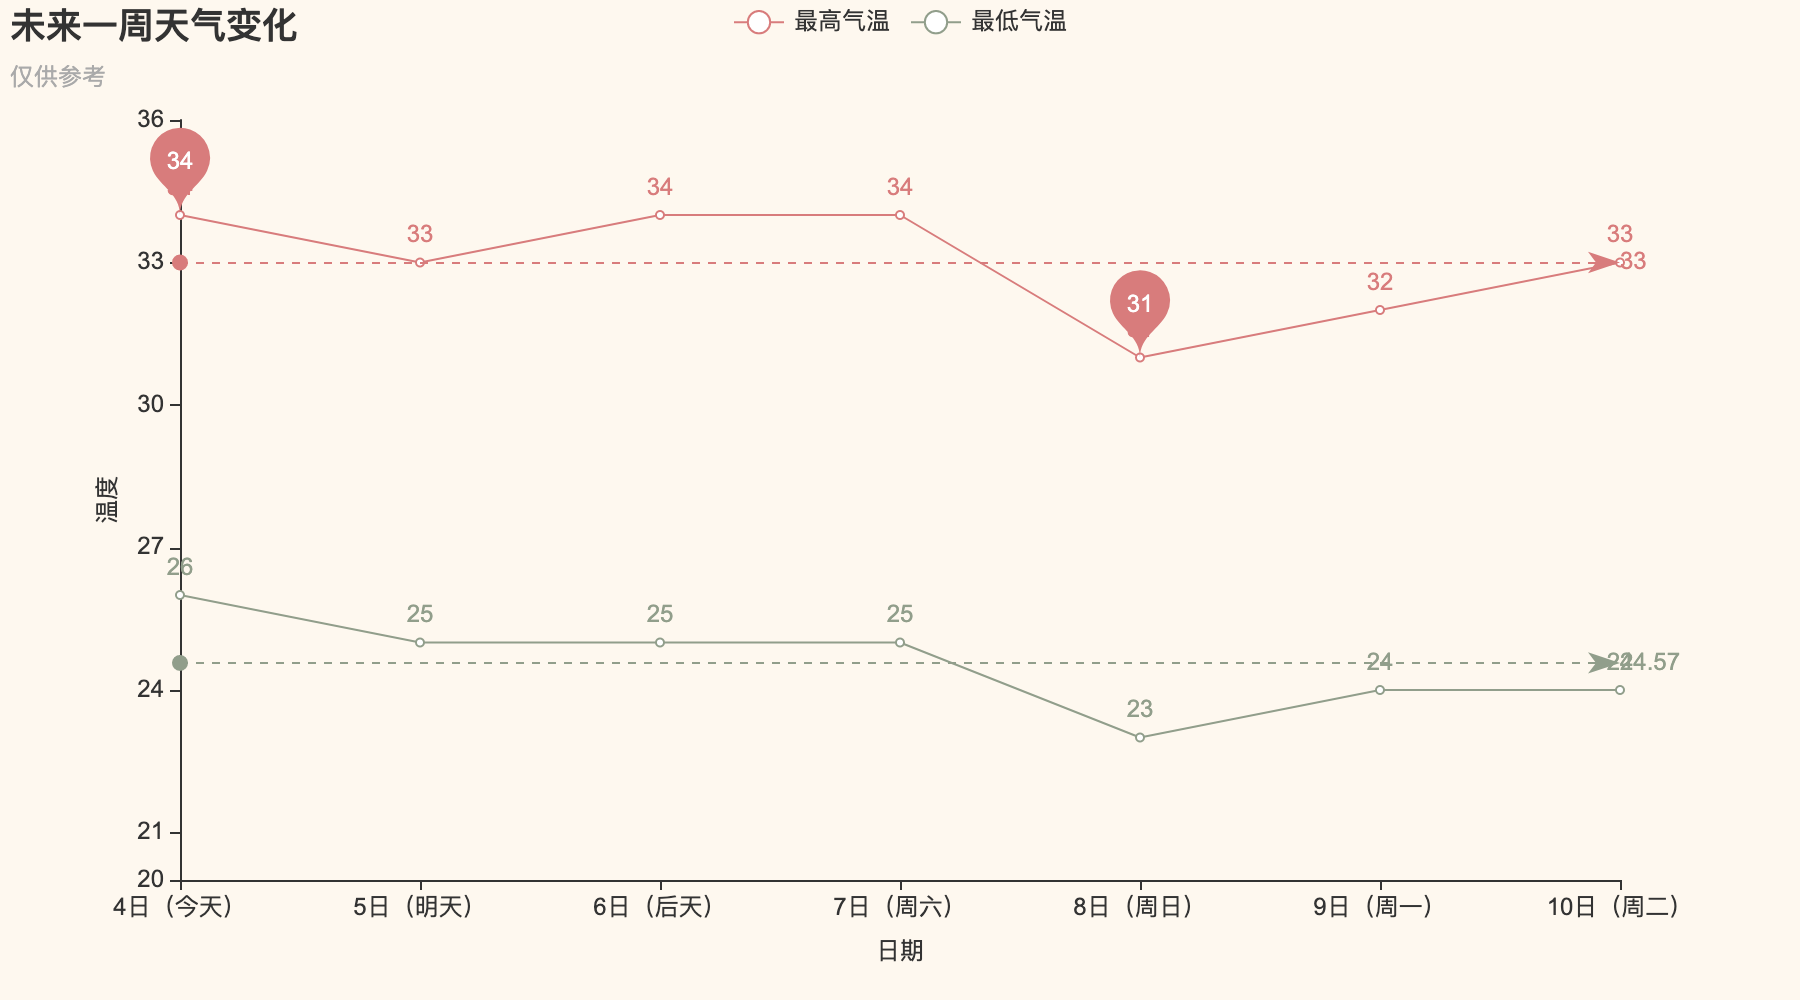 未来一周天气变化
仅供参考
最高气温
最低气温
36
33
30
27
24
21
20
温度
34
33
34
34
31
32
33
33
26
25
25
25
23
24
24
24.57
4日（今天）
5日（明天）
6日（后天）
7日（周六）
8日（周日）
9日（周一）
10日（周二）
日期